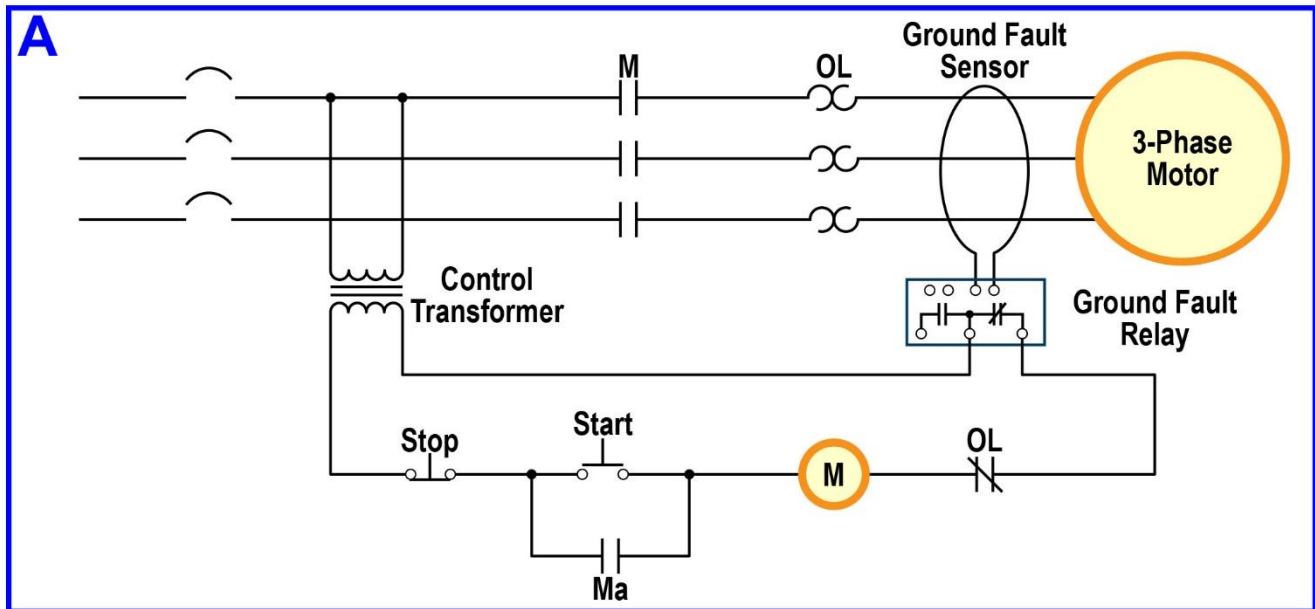 A
Ground Fault
Sensor
M
OL
3-Phase
Motor
Control
Transformer
Ground Fault
Relay
Stop
Start
M
OL
Ma